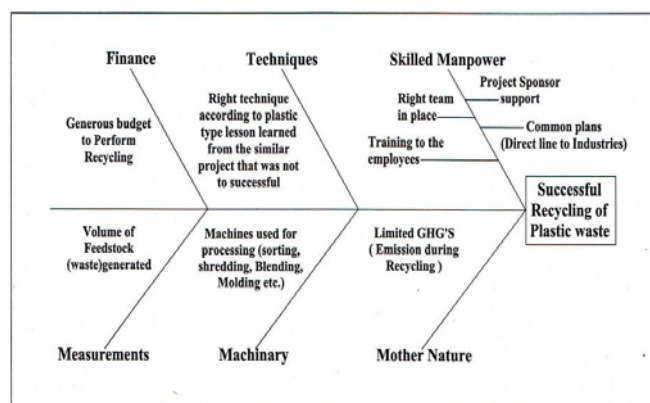 Finance
Techniques
Skilled Manpower
Generous budget
to Perform
Recycling
Right technique
according to plastic
type lesson learned
from the similar
project that was not
to successful
Project Sponsor
support
Right team
in place
Common plans
(Direct line to Industries)
Training to the
employees
Successful
Recycling of
Plastic waste
Volume of
Feedstock
(waste)generated
Machines used for
processing (sorting,
shredding, Blending,
Molding etc.)
Limited GHG'S
( Emission during
Recycling )
Measurements
Machinary
Mother Nature